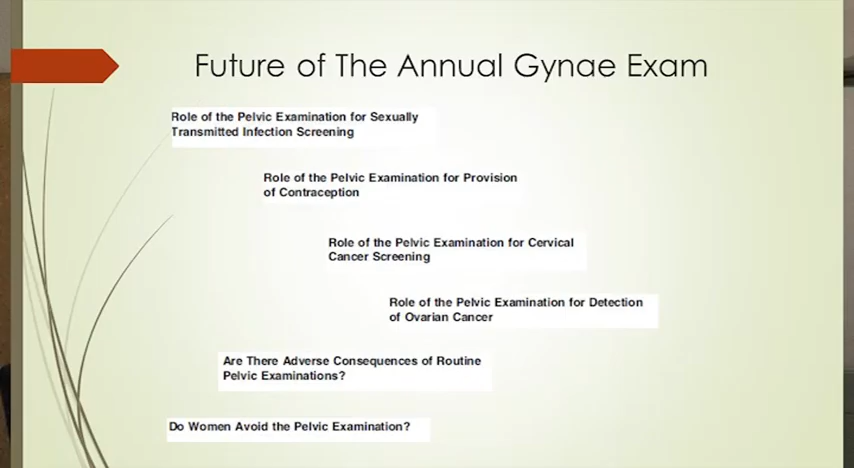 Future of The Annual Gynae Exam
Role of the Pelvic Examination for Sexually
Transmitted Infection Screening
Role of the Pelvic Examination for Provision
of Contraception
Role of the Pelvic Examination for Cervical
Cancer Screening
Role of the Pelvic Examination for Detection
of Ovarian Cancer
Are There Adverse Consequences of Routine
Pelvic Examinations?
Do Women Avoid the Pelvic Examination?